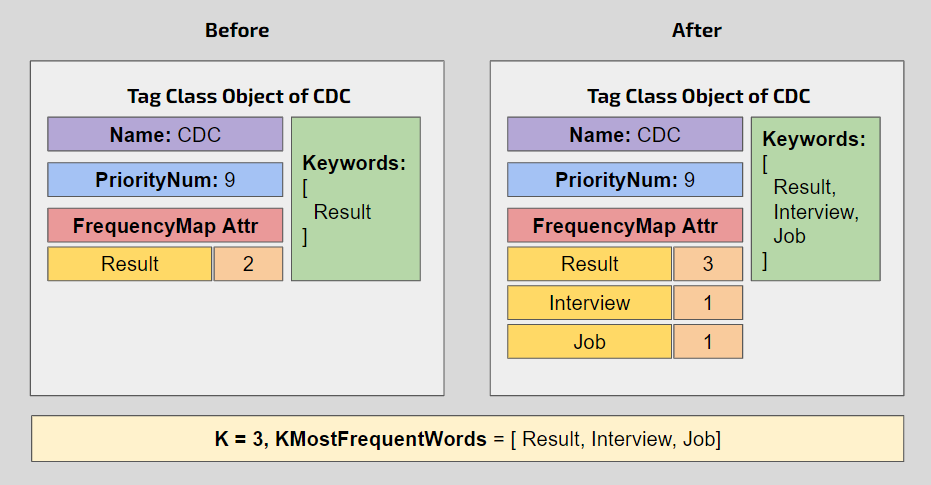 Before
After
Tag Class Object of CDC
Name: CDC
PriorityNum: 9
FrequencyMap Attr
Result 2
Keywords:
[
Result
]
Tag Class Object of CDC
Name: CDC
PriorityNum: 9
FrequencyMap Attr
Result 3
Interview 1
Job 1
Keywords:
[
Result,
Interview,
Job
]
K = 3, KMostFrequentWords = [ Result, Interview, Job]